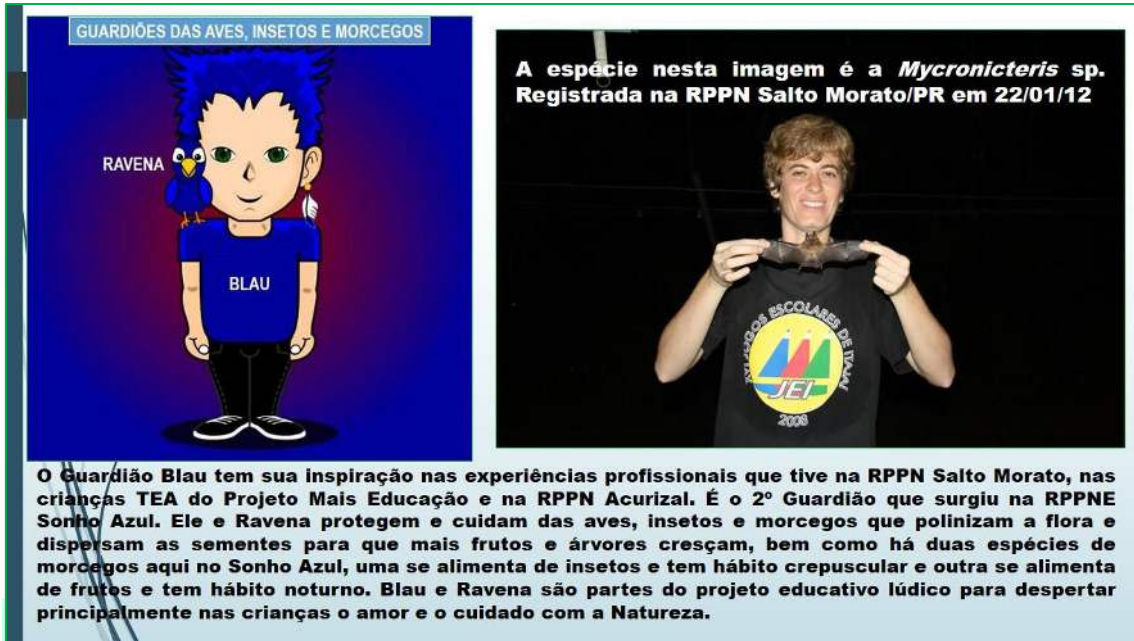 GUARDIÕES DAS AVES, INSETOS E MORCEGOS
RAVENA
BLAU
A espécie nesta imagem é a Mycronicteris sp.
Registrada na RPPN Salto Morato/PR em 22/01/12
JOGOS ESCOLARES DE ITAJAÍ
JEI
2008
O Guardião Blau tem sua inspiração nas experiências profissionais que tive na RPPN Salto Morato, nas
crianças TEA do Projeto Mais Educação e na RPPN Acurizal. É o 2º Guardião que surgiu na RPPNE
Sonho Azul. Ele e Ravena protegem e cuidam das aves, insetos e morcegos que polinizam a flora e
dispersam as sementes para que mais frutos e árvores cresçam, bem como há duas espécies de
morcegos aqui no Sonho Azul, uma se alimenta de insetos e tem hábito crepuscular e outra se alimenta
de frutos e tem hábito noturno. Blau e Ravena são partes do projeto educativo lúdico para despertar
principalmente nas crianças o amor e o cuidado com a Natureza.